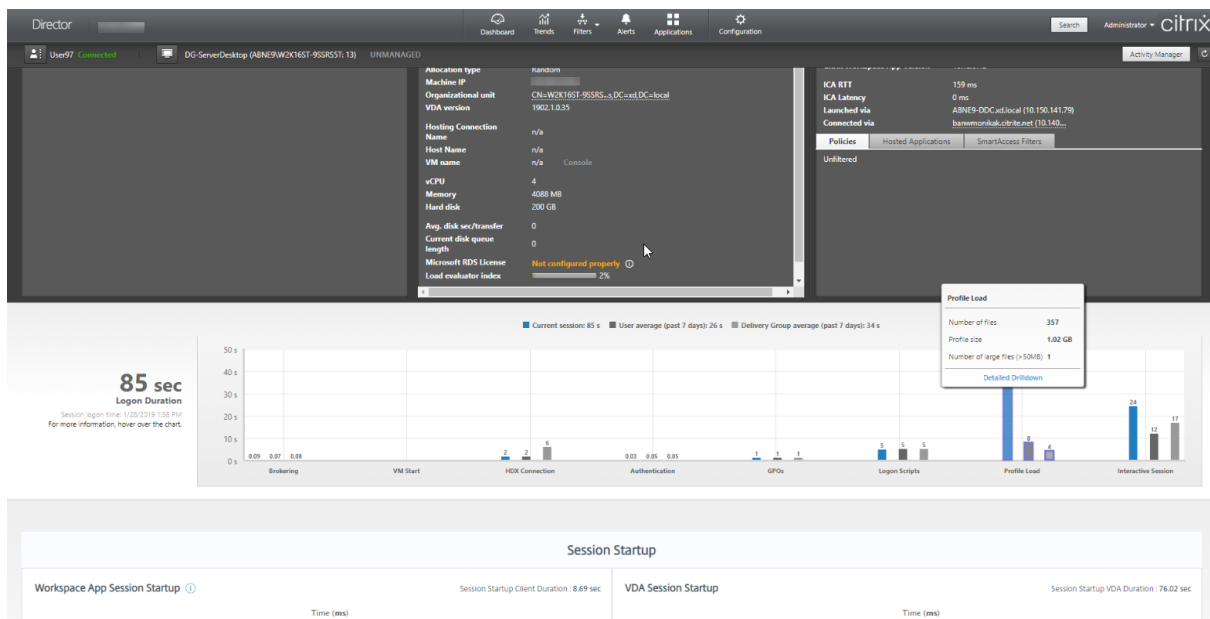 Director
Dashboard
Trends
Filters
Alerts
Applications
Configuration
Search
Administrator
CİTRİX
User97 Connected
DG-ServerDesktop (ABNE9\W2K16ST-9SSRS5T: 13)
UNMANAGED
Activity Manager
Allocation type Random
Machine IP
Organizational unit CN=W2K16ST-9SSRS...s,DC=xd,DC=local
VDA version 1902.1.0.35
Hosting Connection
Name n/a
Host Name n/a
VM name n/a Console
vCPU 4
Memory 4088 MB
Hard disk 200 GB
Avg. disk sec/transfer 0
Current disk queue
length 0
Microsoft RDS License Not configured properly
Load evaluator index 2%
ICA RTT 159 ms
ICA Latency 0 ms
Launched via ABNE9-DDC.xd.local (10.150.141.79)
Connected via banwmonikak.citrite.net (10.140....
Policies Hosted Applications SmartAccess Filters
Unfiltered
Profile Load
Number of files 357
Profile size 1.02 GB
Number of large files (>50MB) 1
Detailed Drilldown
Current session: 85 s User average (past 7 days): 26 s Delivery Group average (past 7 days): 34 s
85 sec
Logon Duration
Session logon time: 1/28/2019 1:58 PM
For more information, hover over the chart.
50 s
40 s
30 s
20 s
10 s
0 s
0.09 0.07 0.08
2 2 6
0.03 0.05 0.05
1 1 1
5 5 5
8 4
24 12 17
Brokering VM Start HDX Connection Authentication GPOs Logon Scripts Profile Load Interactive Session
Session Startup
Workspace App Session Startup
Session Startup Client Duration : 8.69 sec
Time (ms)
VDA Session Startup
Session Startup VDA Duration : 76.02 sec
Time (ms)